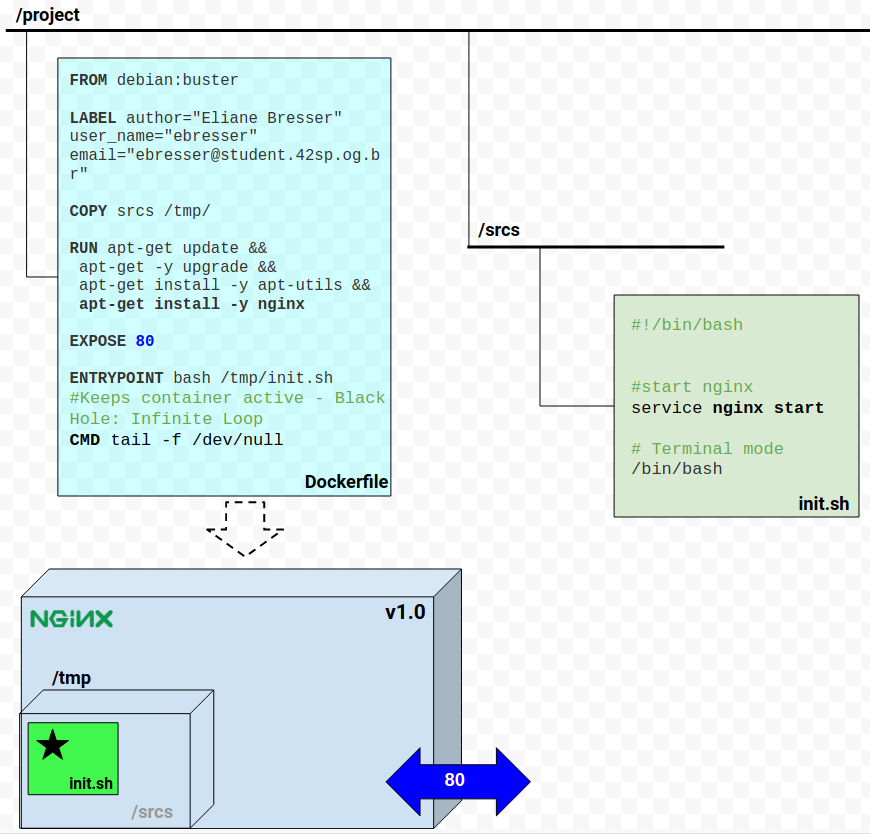 /project
FROM debian:buster
LABEL author="Eliane Bresser"
user_name="ebresser"
email="ebresser@student.42sp.og.b
r"
COPY srcs /tmp/
RUN apt-get update &&
apt-get -y upgrade &&
apt-get install -y apt-utils &&
apt-get install -y nginx
EXPOSE 80
ENTRYPOINT bash /tmp/init.sh
#Keeps container active - Black
Hole: Infinite Loop
CMD tail -f /dev/null
Dockerfile
/srcs
#!/bin/bash
#start nginx
service nginx start
# Terminal mode
/bin/bash
init.sh
NGINX
v1.0
/tmp
init.sh
/srcs
80